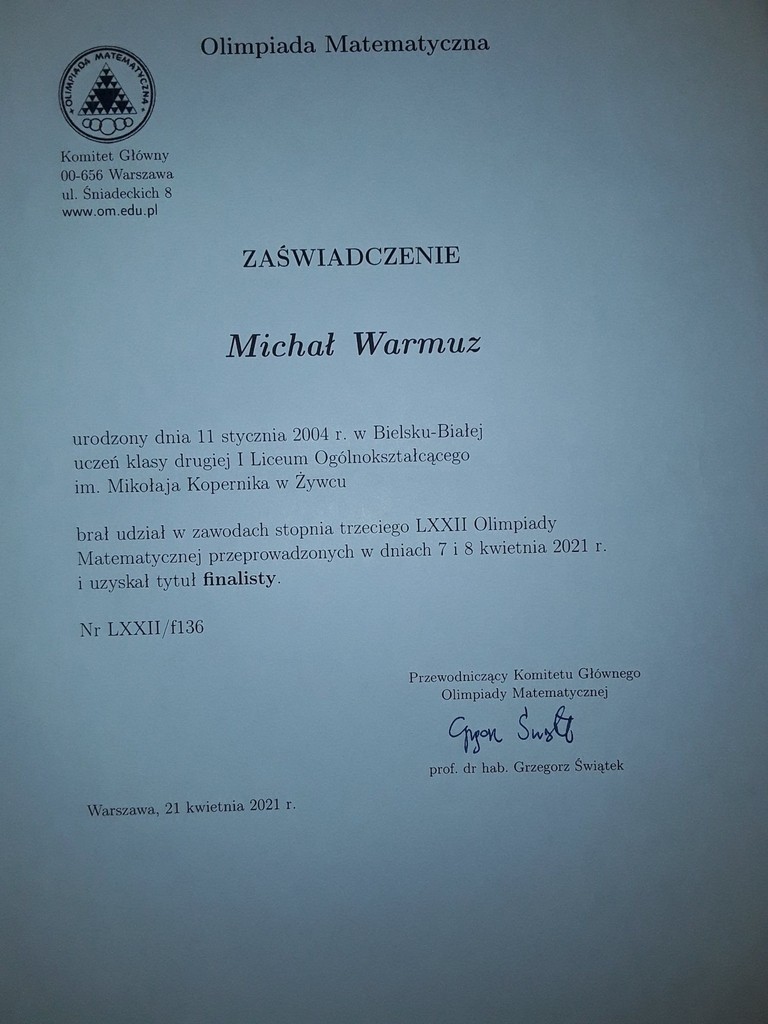 Olimpiada Matematyczna
OLIMPIADA MATEMATYCZNA
Komitet Główny
00-656 Warszawa
ul. Śniadeckich 8
www.om.edu.pl
ZAŚWIADCZENIE
Michał Warmuz
urodzony dnia 11 stycznia 2004 r. w Bielsku-Białej
uczeń klasy drugiej I Liceum Ogólnokształcącego
im. Mikołaja Kopernika w Żywcu
brał udział w zawodach stopnia trzeciego LXXII Olimpiady
Matematycznej przeprowadzonych w dniach 7 i 8 kwietnia 2021 r.
i uzyskał tytuł finalisty.
Nr LXXII/f136
Przewodniczący Komitetu Głównego
Olimpiady Matematycznej
prof. dr hab. Grzegorz Świątek
Warszawa, 21 kwietnia 2021 r.